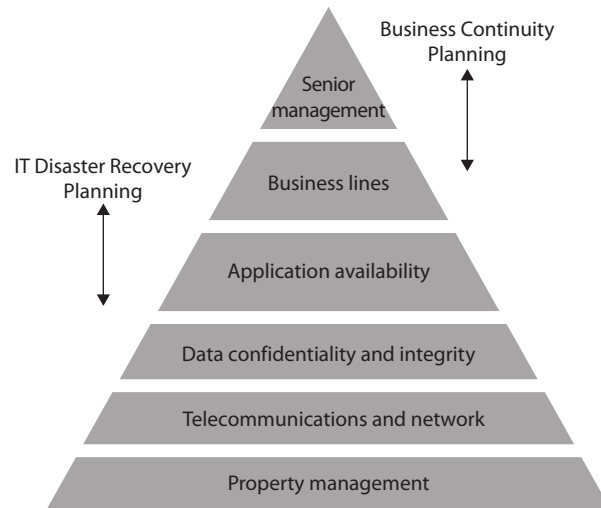 Business Continuity
Planning
Senior
management
IT Disaster Recovery
Planning
Business lines
Application availability
Data confidentiality and integrity
Telecommunications and network
Property management